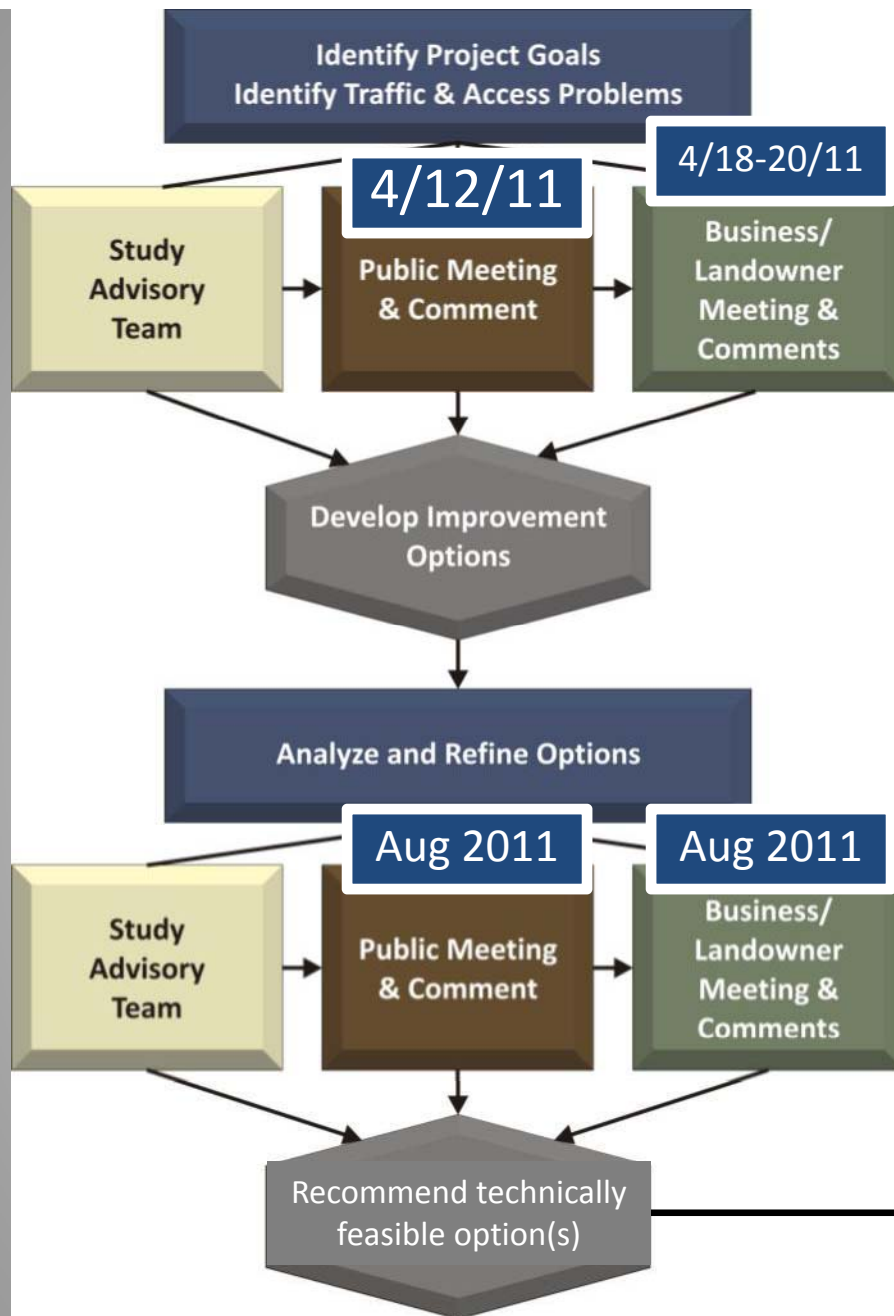 Identify Project Goals
Identify Traffic & Access Problems
4/12/11
4/18-20/11
Study
Advisory
Team
Public Meeting
& Comment
Business/
Landowner
Meeting &
Comments
Develop Improvement
Options
Analyze and Refine Options
Aug 2011
Aug 2011
Study
Advisory
Team
Public Meeting
& Comment
Business/
Landowner
Meeting &
Comments
Recommend technically
feasible option(s)